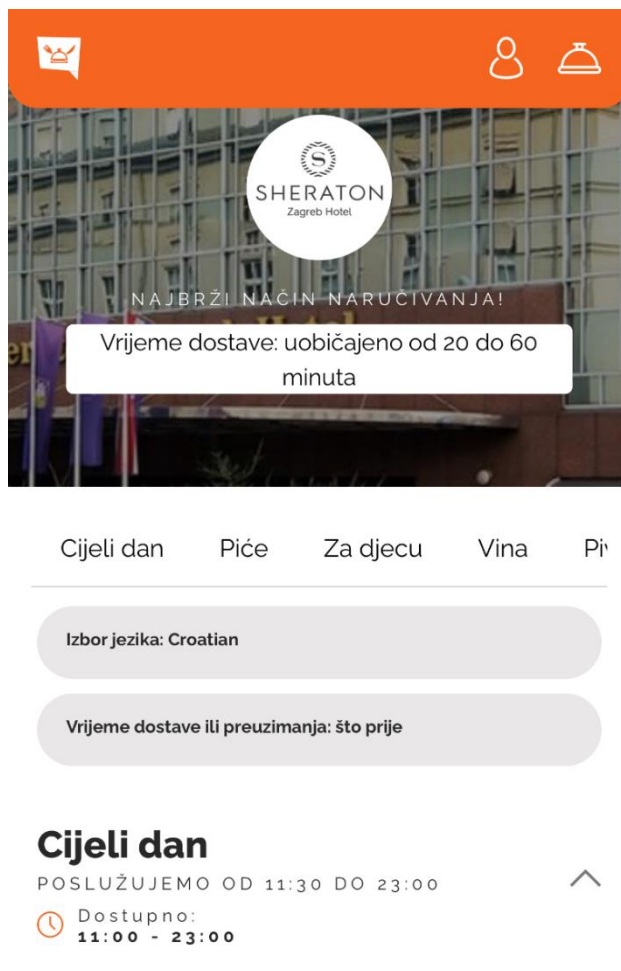 SHERATON
Zagreb Hotel
NAJBRŽI NAČIN NARUČIVANJA!
Vrijeme dostave: uobičajeno od 20 do 60
minuta
Cijeli dan Piće Za djecu Vina
Izbor jezika: Croatian
Vrijeme dostave ili preuzimanja: što prije
Cijeli dan
POSLUŽUJEMO OD 11:30 DO 23:00
Dostupno:
11:00 - 23:00